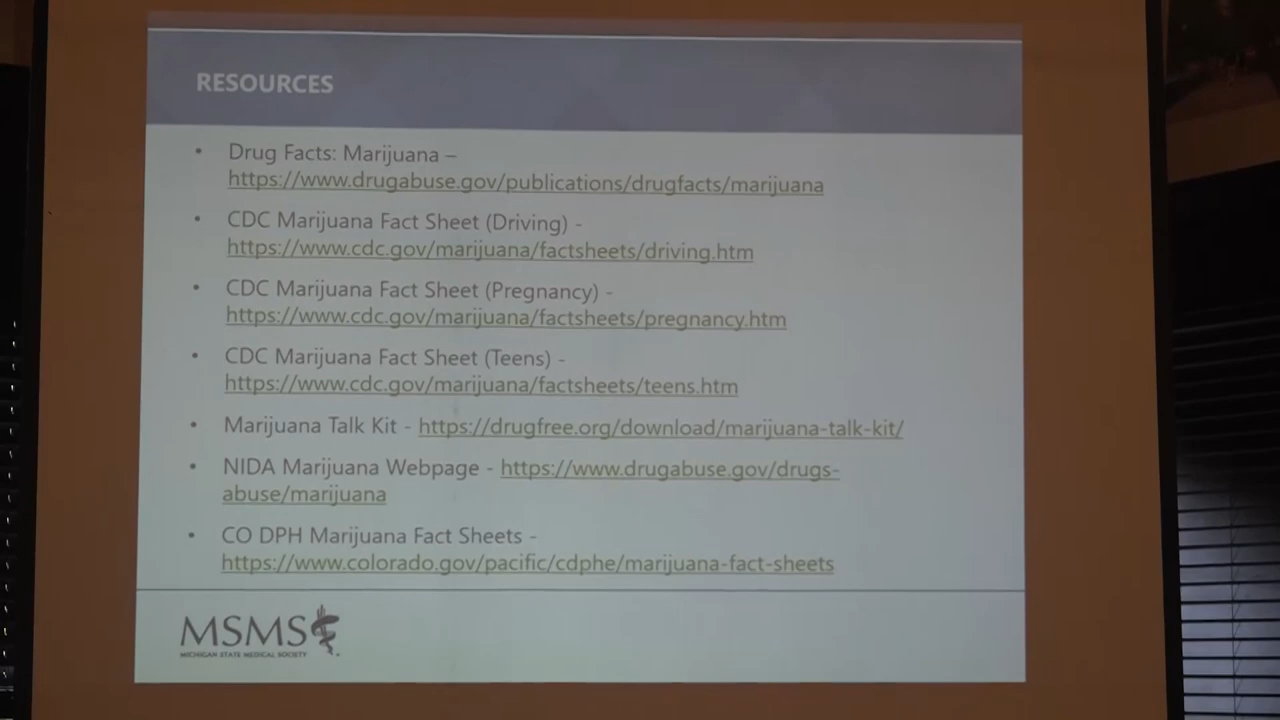 RESOURCES
• Drug Facts: Marijuana –
https://www.drugabuse.gov/publications/drugfacts/marijuana
• CDC Marijuana Fact Sheet (Driving) -
https://www.cdc.gov/marijuana/factsheets/driving.htm
• CDC Marijuana Fact Sheet (Pregnancy) -
https://www.cdc.gov/marijuana/factsheets/pregnancy.htm
• CDC Marijuana Fact Sheet (Teens) -
https://www.cdc.gov/marijuana/factsheets/teens.htm
• Marijuana Talk Kit - https://drugfree.org/download/marijuana-talk-kit/
• NIDA Marijuana Webpage - https://www.drugabuse.gov/drugs-
abuse/marijuana
• CO DPH Marijuana Fact Sheets -
https://www.colorado.gov/pacific/cdphe/marijuana-fact-sheets
MSMS
MICHIGAN STATE MEDICAL SOCIETY